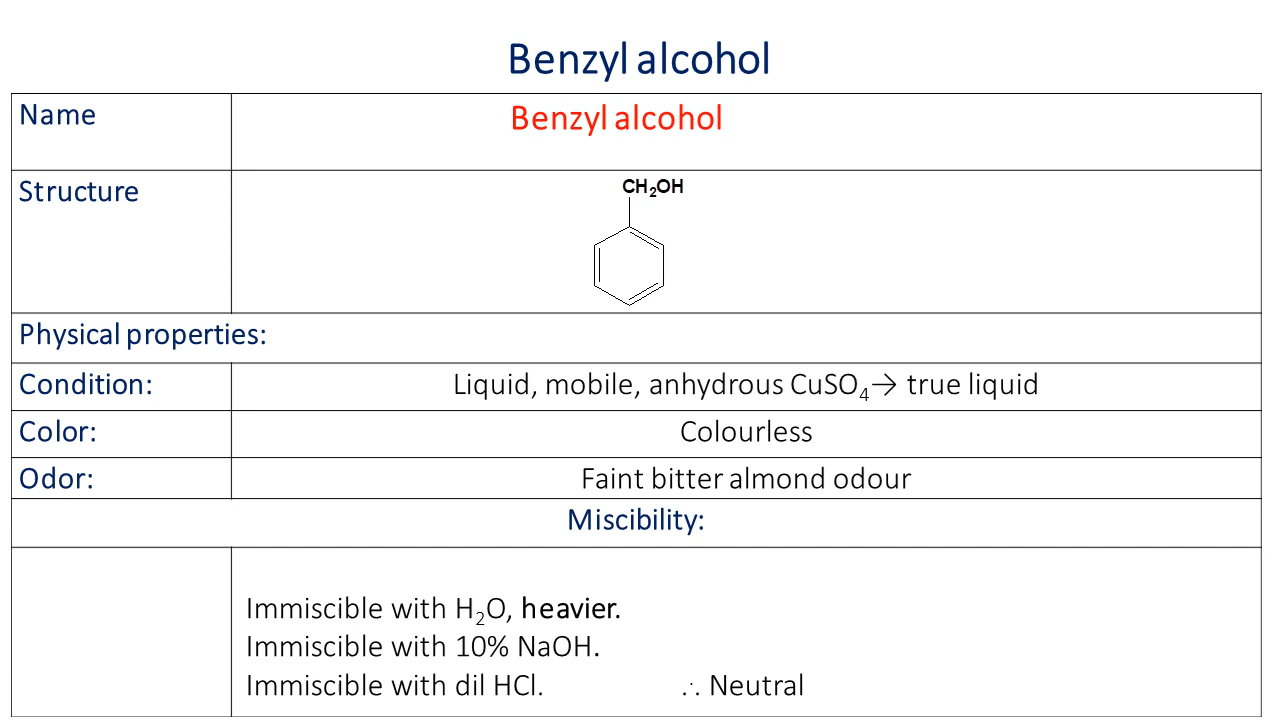 Benzyl alcohol
Name Benzyl alcohol
Structure
CH₂OH
Physical properties:
Condition: Liquid, mobile, anhydrous CuSO₄→ true liquid
Color: Colourless
Odor: Faint bitter almond odour
Miscibility:
Immiscible with H₂O, heavier.
Immiscible with 10% NaOH.
Immiscible with dil HCl. ∴ Neutral